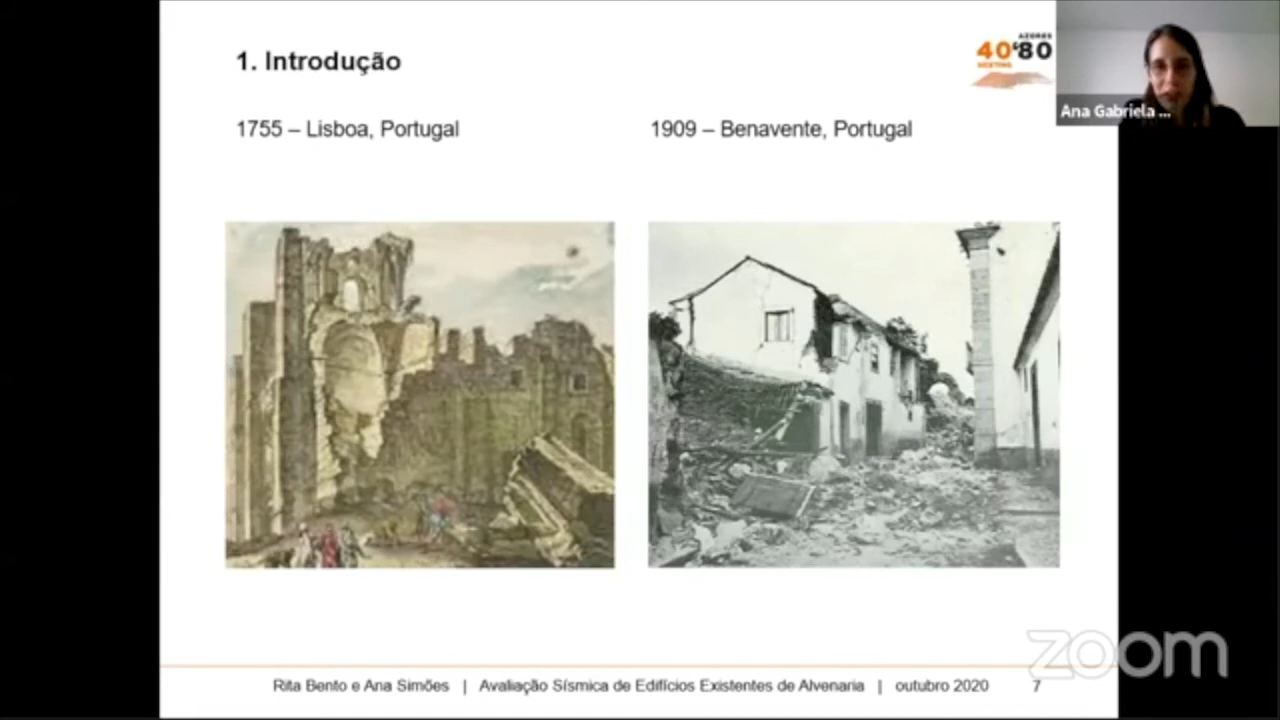 1. Introdução
AZORES
40'80
MEETING
Ana Gabriela ...
1755 – Lisboa, Portugal
1909 – Benavente, Portugal
zoom
Rita Bento e Ana Simões | Avaliação Sísmica de Edifícios Existentes de Alvenaria | outubro 2020 7